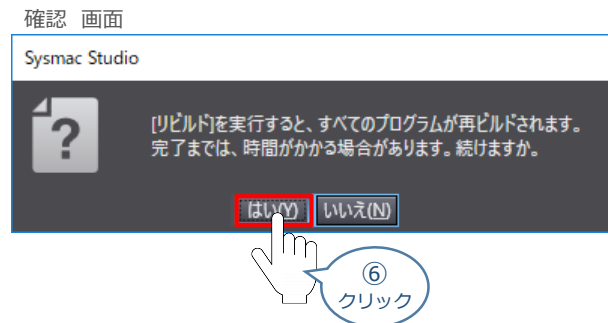 確認 画面
Sysmac Studio
[リビルド]を実行すると、すべてのプログラムが再ビルドされます。
完了までは、時間がかかる場合があります。続けますか。
はい(Y) いいえ(N)
⑥
クリック